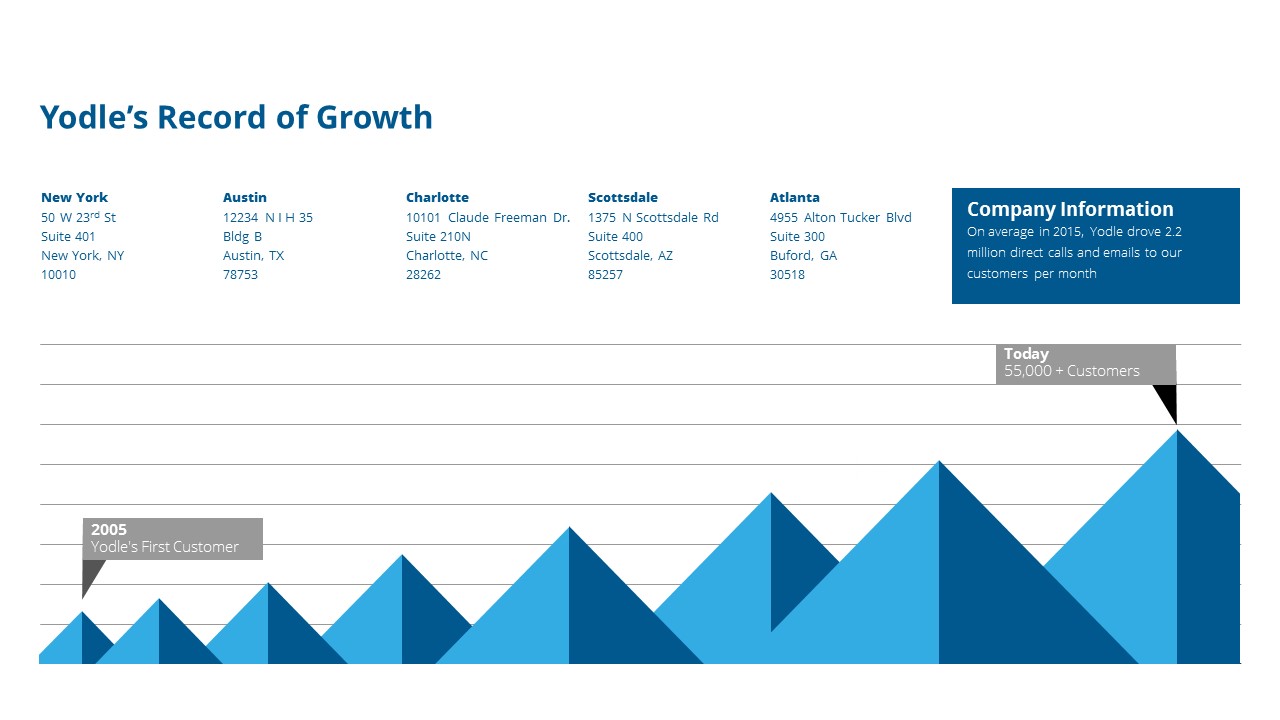 Yodle’s Record of Growth
New York
50 W 23rd St
Suite 401
New York, NY
10010
Austin
12234 N I H 35
Bldg B
Austin, TX
78753
Charlotte
10101 Claude Freeman Dr.
Suite 210N
Charlotte, NC
28262
Scottsdale
1375 N Scottsdale Rd
Suite 400
Scottsdale, AZ
85257
Atlanta
4955 Alton Tucker Blvd
Suite 300
Buford, GA
30518
Company Information
On average in 2015, Yodle drove 2.2
million direct calls and emails to our
customers per month
Today
55,000 + Customers
2005
Yodle's First Customer